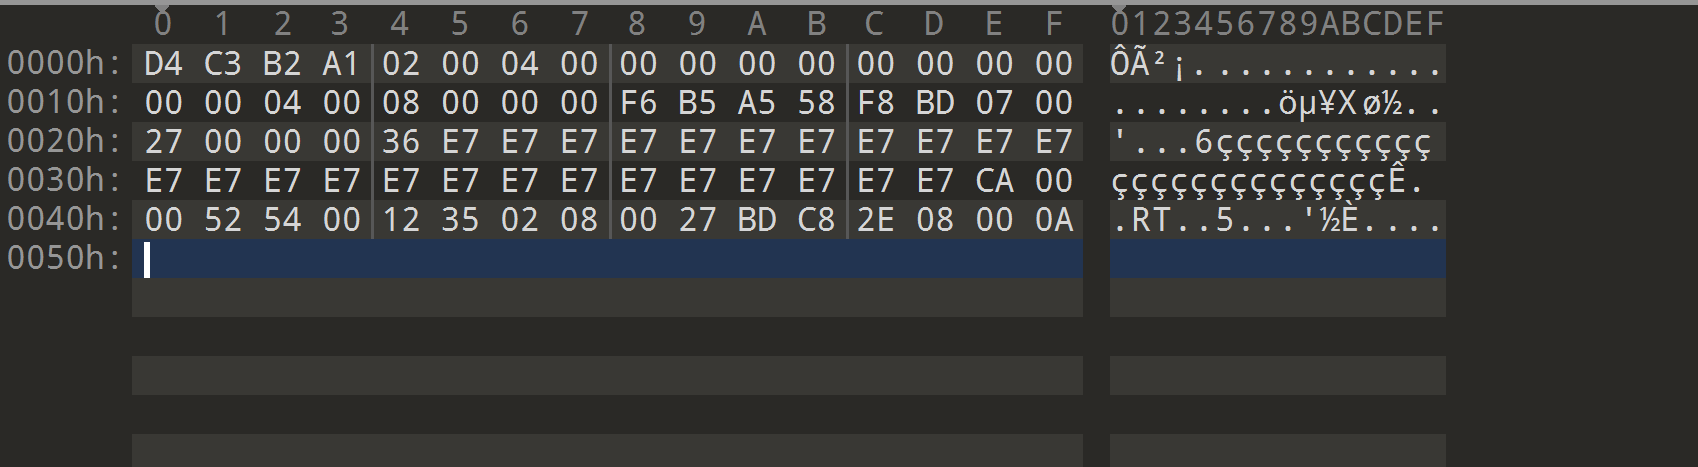 0 1 2 3 4 5 6 7 8 9 A B C D E F 0123456789ABCDEF
0000h: D4 C3 B2 A1 02 00 04 00 00 00 00 00 00 00 00 00 ÔÃ²¡............
0010h: 00 00 04 00 08 00 00 00 F6 B5 A5 58 F8 BD 07 00 ........öµ¥Xø½..
0020h: 27 00 00 00 36 E7 E7 E7 E7 E7 E7 E7 E7 E7 E7 E7 '...6ççççççççççç
0030h: E7 E7 E7 E7 E7 E7 E7 E7 E7 E7 E7 E7 E7 E7 CA 00 ççççççççççççççÊ.
0040h: 00 52 54 00 12 35 02 08 00 27 BD C8 2E 08 00 0A .RT..5...'½È....
0050h: